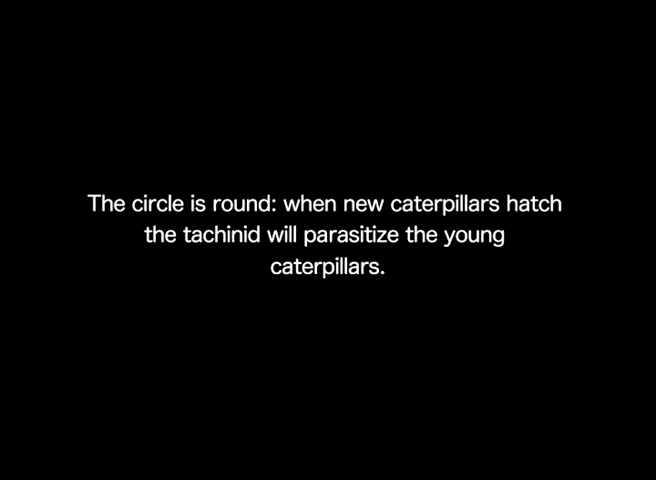 The circle is round: when new caterpillars hatch
the tachinid will parasitize the young
caterpillars.